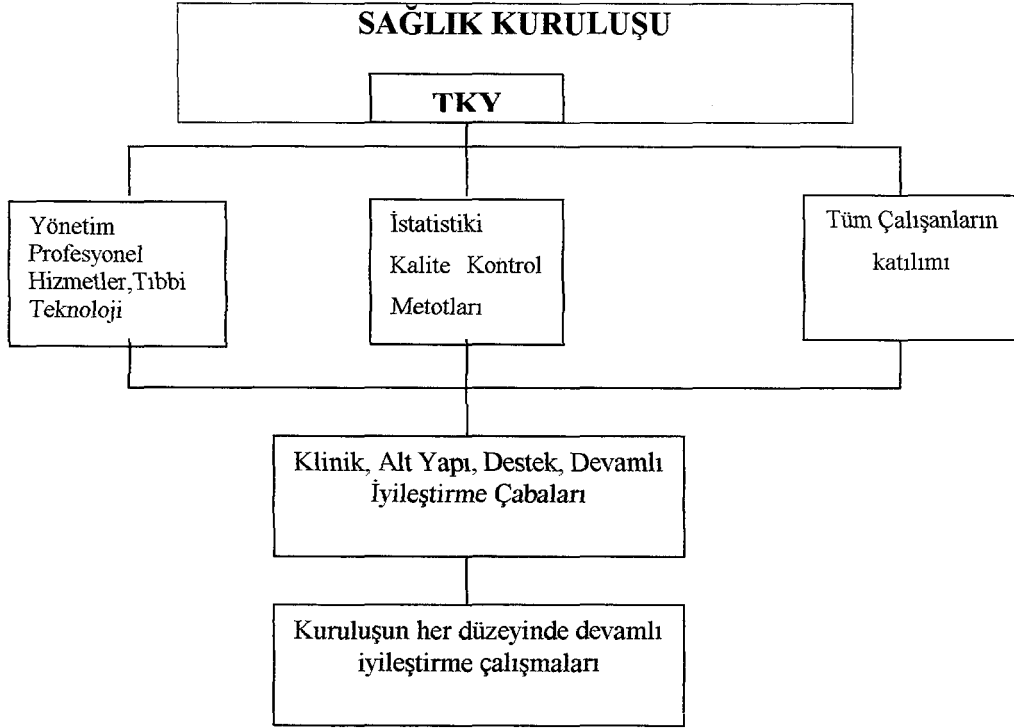 SAĞLIK KURULUŞU
TKY
Yönetim
Profesyonel
Hizmetler,Tıbbi
Teknoloji
İstatistiki
Kalite Kontrol
Metotları
Tüm Çalışanların
katılımı
Klinik, Alt Yapı, Destek, Devamlı
İyileştirme Çabaları
Kuruluşun her düzeyinde devamlı
iyileştirme çalışmaları